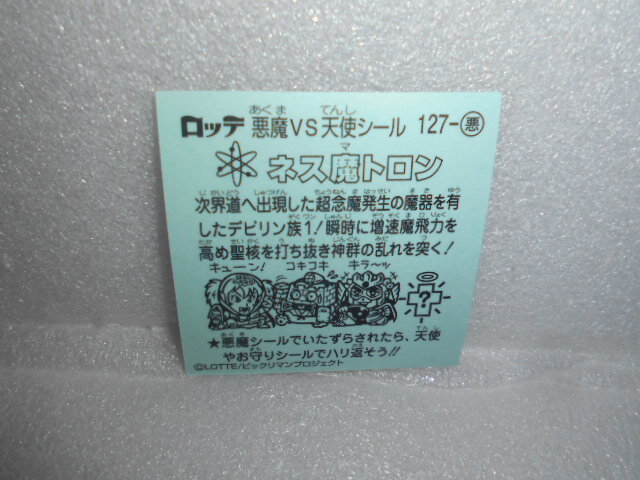 ロッテ 悪魔VS天使シール 127-悪
ネス魔トロン
次界道へ出現した超念魔発生の魔器を有
したデビリン族1!瞬時に増速魔飛力を
高め聖核を打ち抜き神群の乱れを突く!
キューン! コキコキ キラ〜ッ
?
★悪魔シールでいたずらされたら、天使
やお守りシールでハリ返そう!!
©LOTTE/ビックリマンプロジェクト